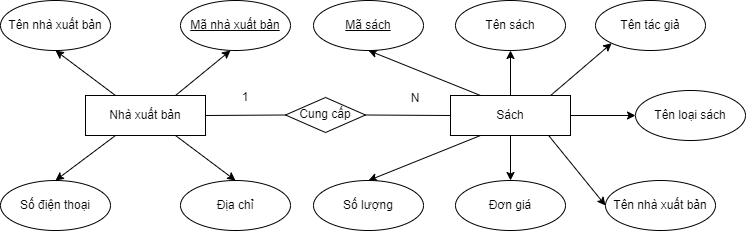 Tên nhà xuất bản
Mã nhà xuất bản
Mã sách
Tên sách
Tên tác giả
1
N
Nhà xuất bản
Cung cấp
Sách
Tên loại sách
Số điện thoại
Địa chỉ
Số lượng
Đơn giá
Tên nhà xuất bản